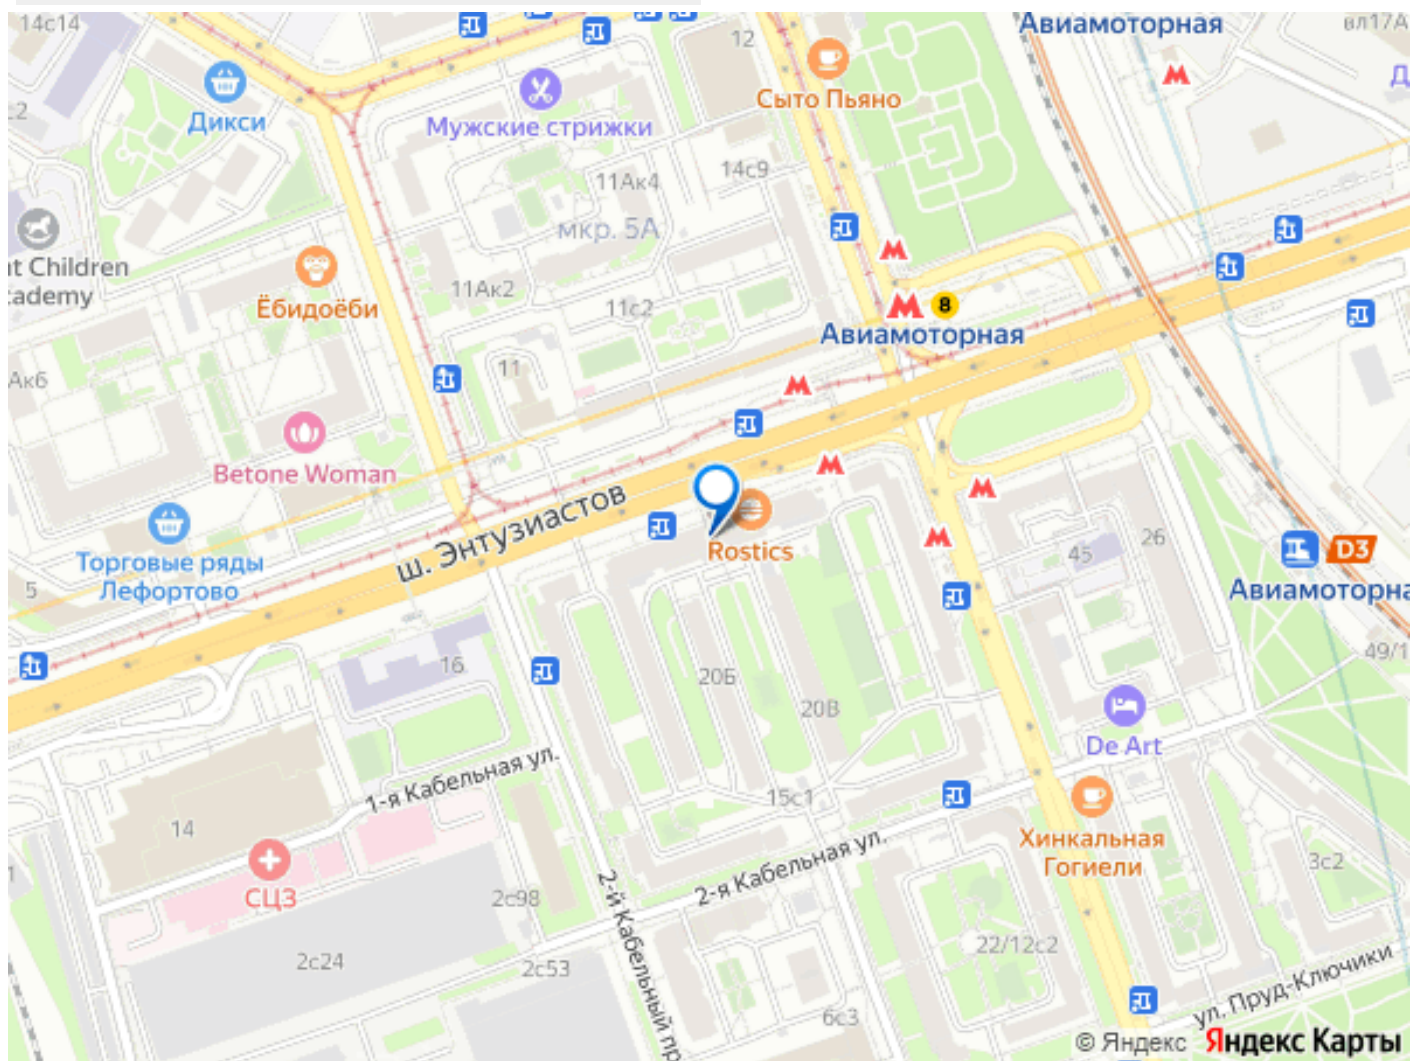 14с14
12
Авиамоторная
вл17А
М
Сыто Пьяно
Д
с2
Дикси
Мужские стрижки
11Ак4
14с9
мкр. 5А
М
nt Children
cademy
Ёбидоёби
11Ак2
11с2
М
8
Авиамоторная
Ак6
11
М
Betone Woman
М
М
ш. Энтузиастов
Rostics
М
Торговые ряды
Лефортово
5
45
26
D3
Авиамоторна
16
20Б
20В
49/1
De Art
1-я Кабельная ул.
15с1
14
СЦЗ
2-я Кабельная ул.
Хинкальная
Гогиели
3с2
1
2с98
2-й Кабельный пр
2с24
2с53
22/12с2
6с3
ул. Пруд-Ключики
© Яндекс Яндекс Карты